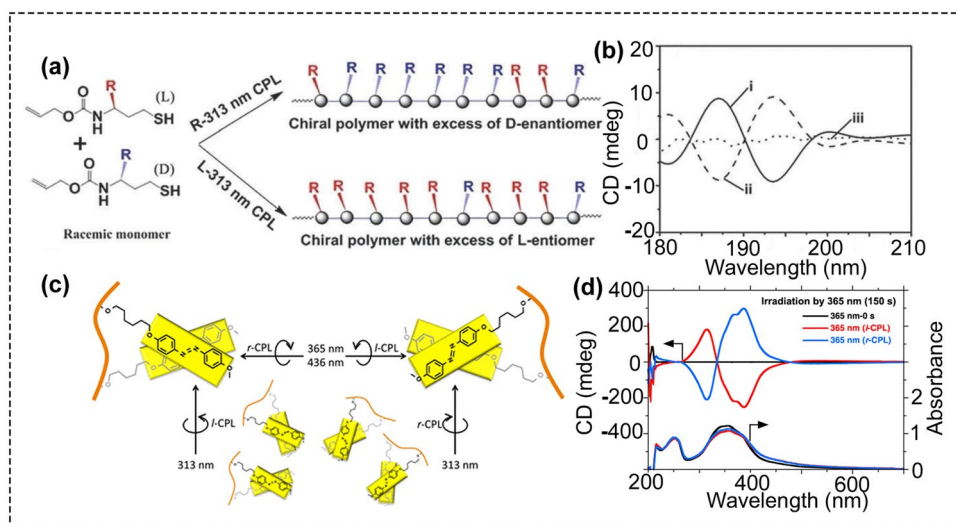 (a)
R
(L)
O
O
N
H
SH
+
R
(D)
O
O
N
H
SH
Racemic monomer
R-313 nm CPL
L-313 nm CPL
R R R R R R R R R R
Chiral polymer with excess of D-enantiomer
R R R R R R R R R
Chiral polymer with excess of L-entiomer
(b)
CD (mdeg)
20
10
0
-10
-20
i
ii
iii
180 190 200 210
Wavelength (nm)
(c)
r-CPL
365 nm
436 nm
l-CPL
l-CPL
313 nm
r-CPL
313 nm
(d)
CD (mdeg)
400
200
0
-200
-400
Irradiation by 365 nm (150 s)
365 nm-0 s
365 nm (l-CPL)
365 nm (r-CPL)
2
1
0
Absorbance
200 400 600
Wavelength (nm)